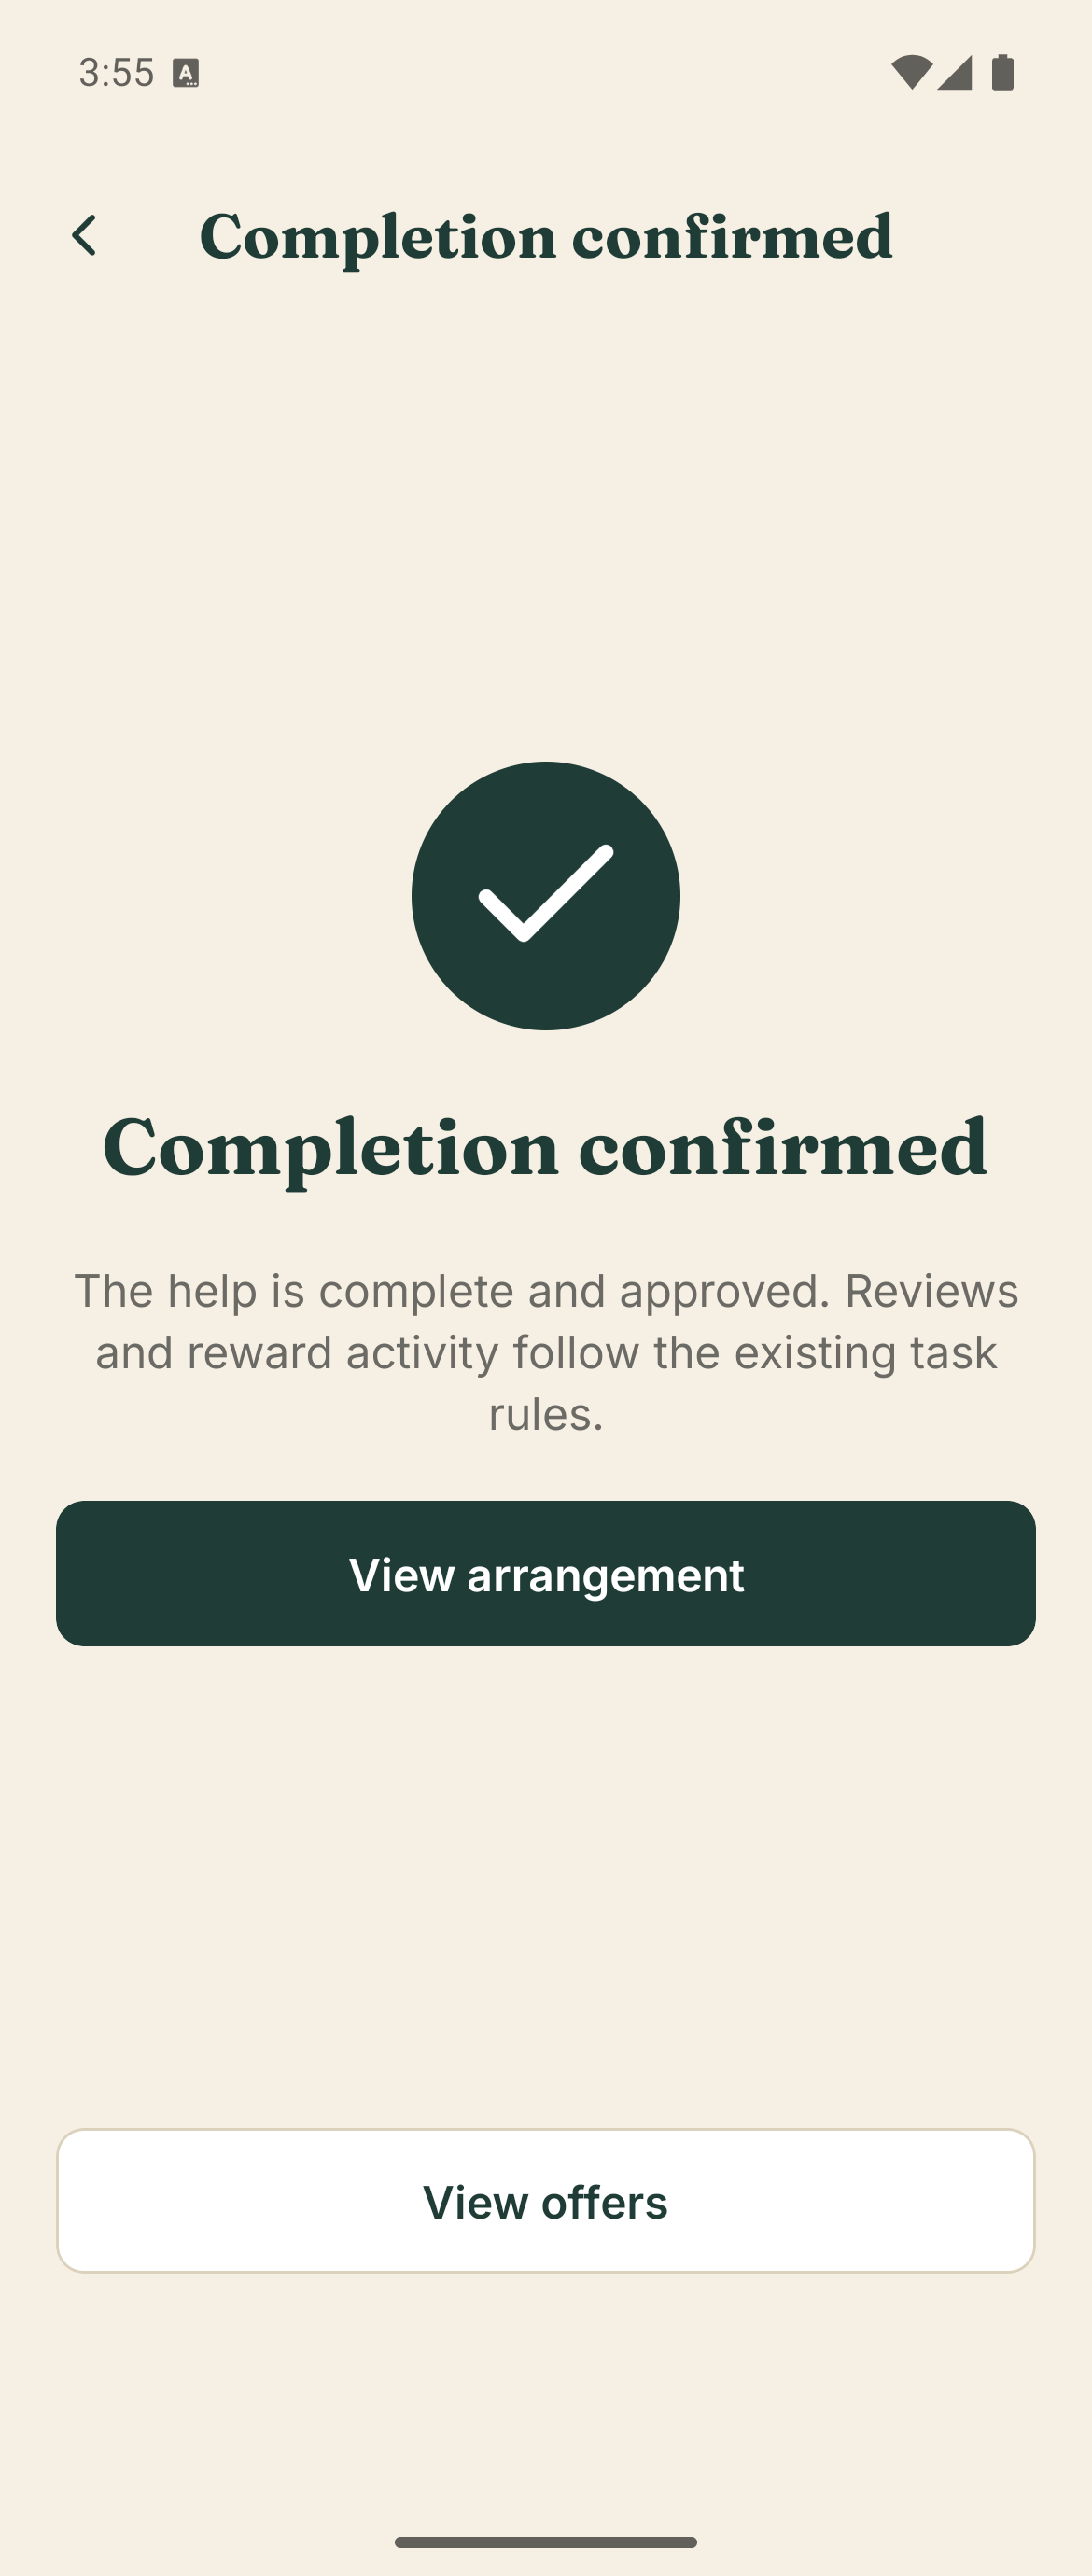 3:55
Completion confirmed
Completion confirmed
The help is complete and approved. Reviews
and reward activity follow the existing task
rules.
View arrangement
View offers